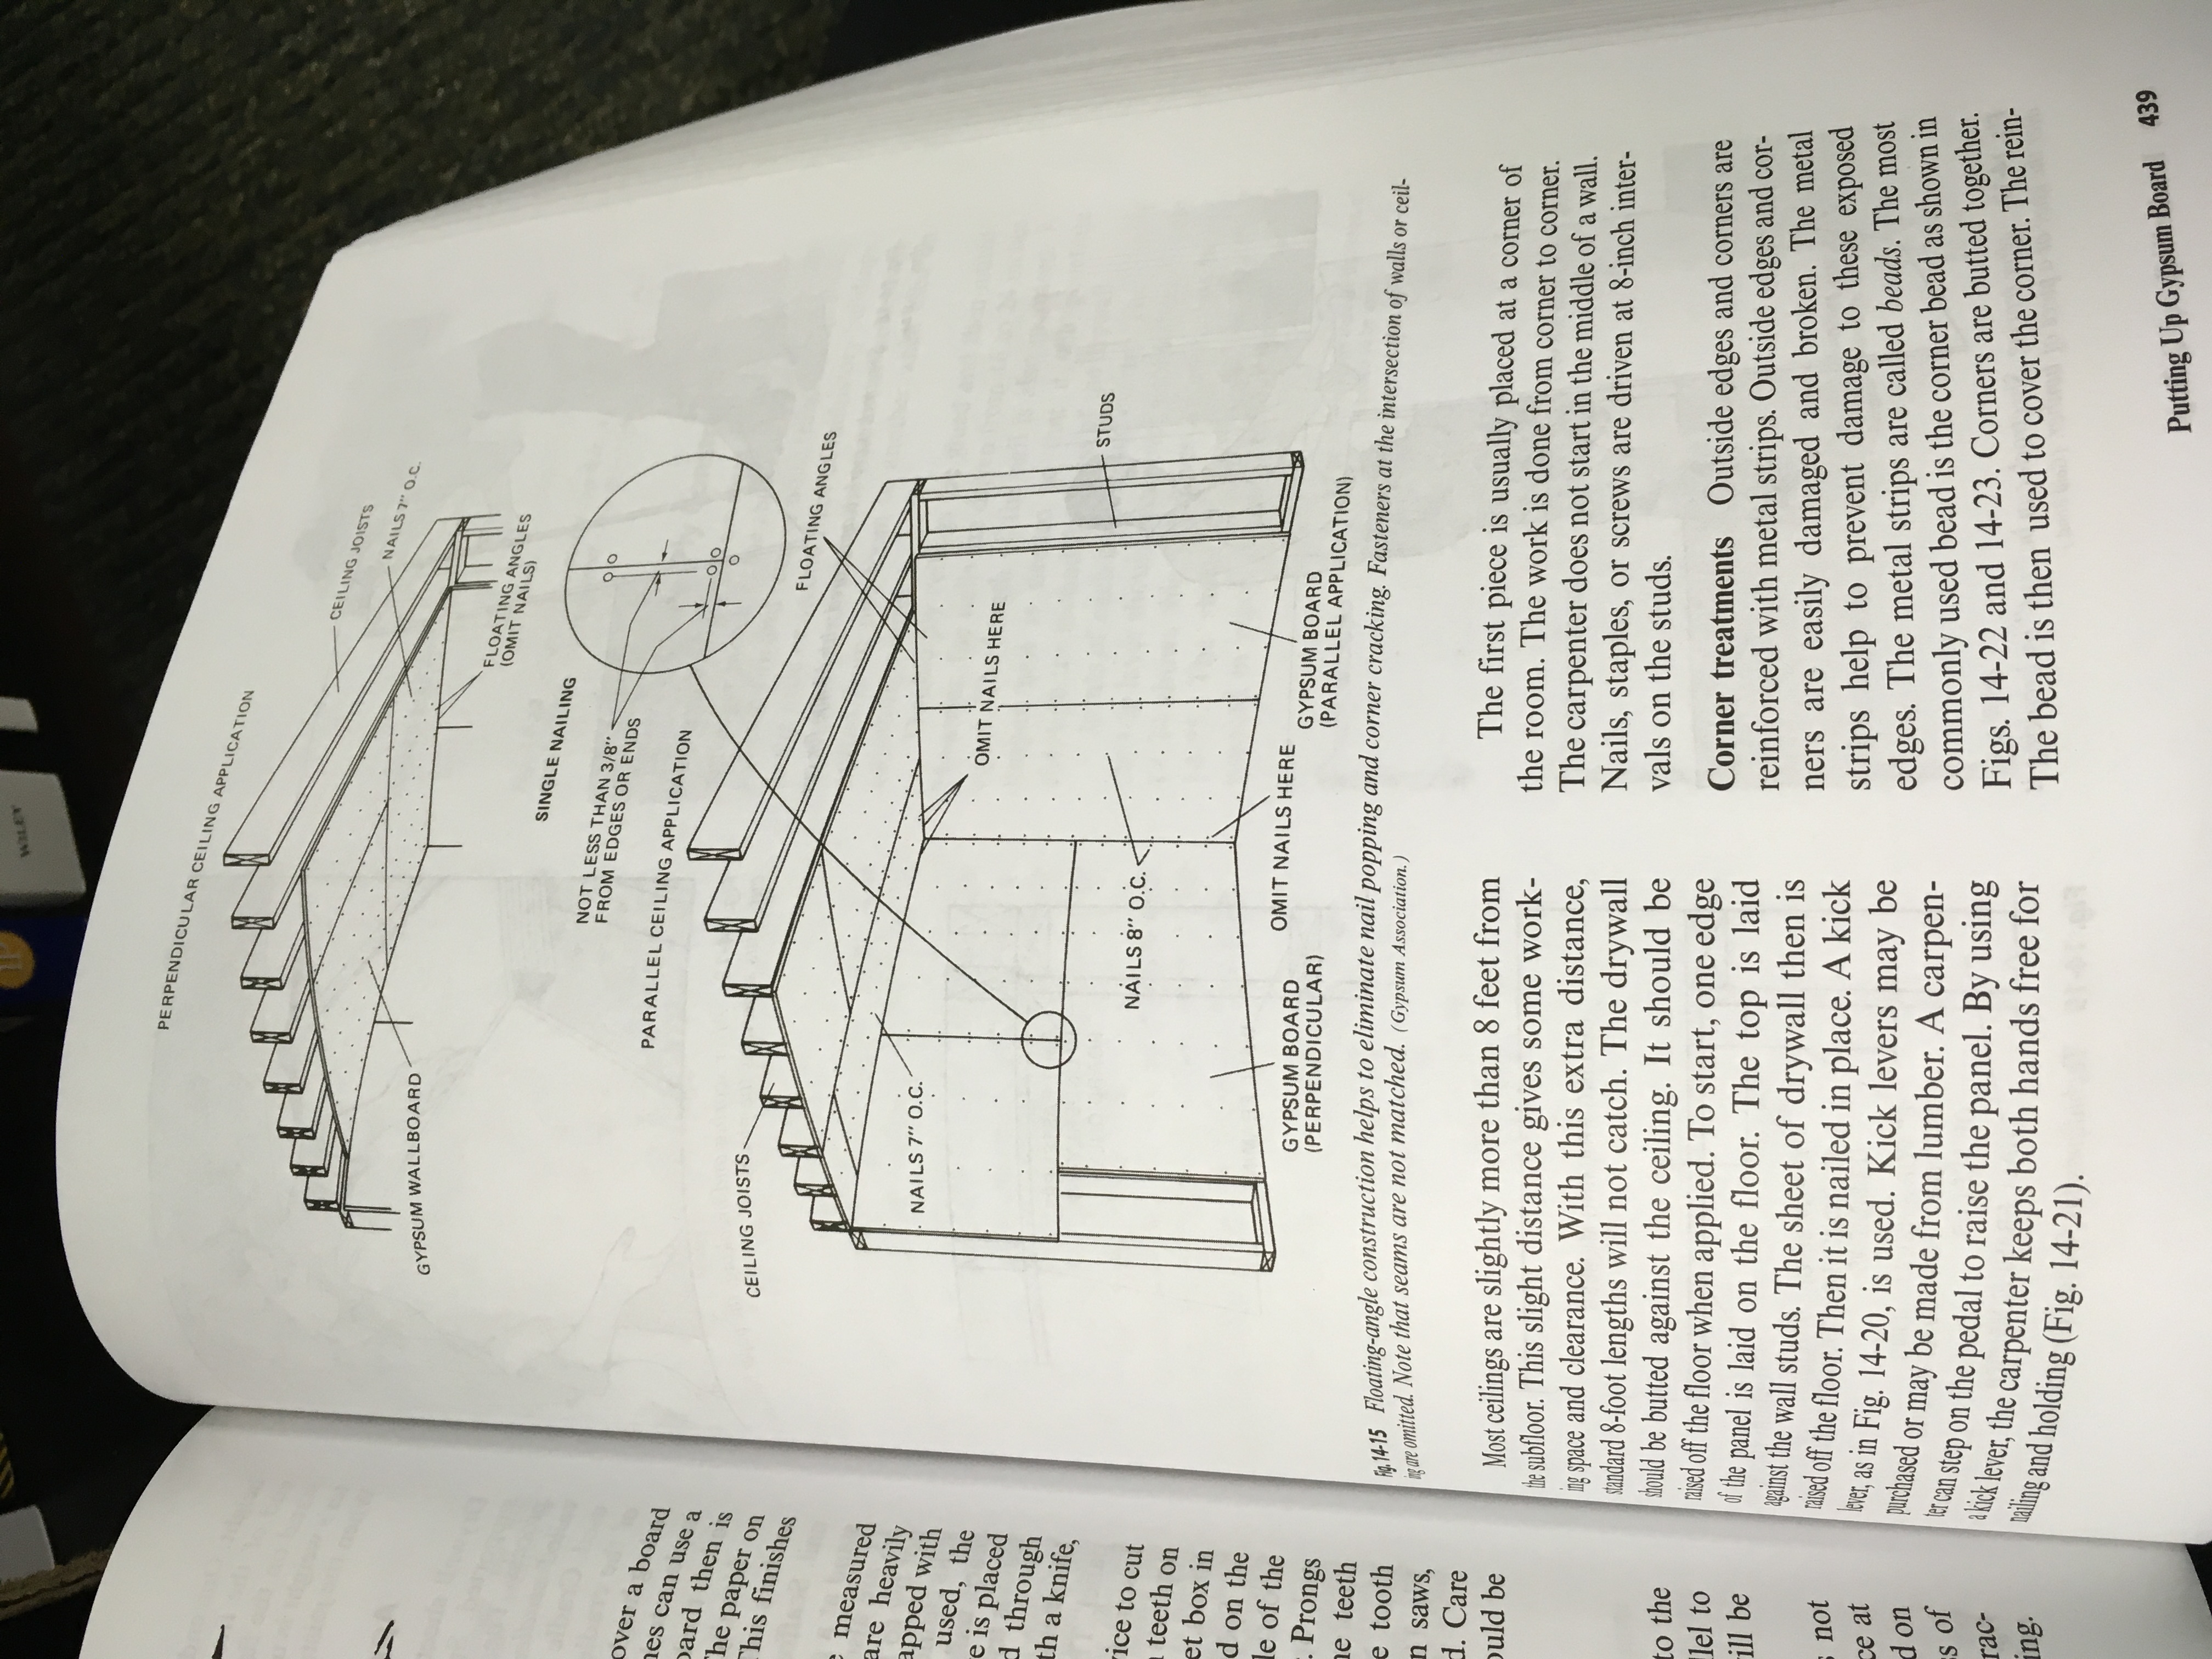 WILEY
over a board
can use a
then is
The paper on
This finishes
measured
are heavily
with
used, the
is placed
through
a knife,
to cut
teeth on
box in
on the
of the
Prongs
teeth
tooth
saws,
Care
be
to the
to
be
not
at
on
of
PERPENDICULAR CEILING APPLICATION
CEILING JOISTS
NAILS 7" O.C.
GYPSUM WALLBOARD
FLOATING ANGLES
(OMIT NAILS)
SINGLE NAILING
NOT LESS THAN 3/8"
FROM EDGES OR ENDS
PARALLEL CEILING APPLICATION
CEILING JOISTS
FLOATING ANGLES
NAILS 7" O.C.
OMIT NAILS HERE
STUDS
NAILS 8" O.C.
GYPSUM BOARD
(PERPENDICULAR)
OMIT NAILS HERE
GYPSUM BOARD
(PARALLEL APPLICATION)
Fig. 14-15 Floating-angle construction helps to eliminate nail popping and corner cracking. Fasteners at the intersection of walls or ceil-
ing are omitted. Note that seams are not matched. (Gypsum Association.)
Most ceilings are slightly more than 8 feet from
the subfloor. This slight distance gives some work-
ing space and clearance. With this extra distance,
standard 8-foot lengths will not catch. The drywall
should be butted against the ceiling. It should be
raised off the floor when applied. To start, one edge
of the panel is laid on the floor. The top is laid
against the wall studs. The sheet of drywall then is
raised off the floor. Then it is nailed in place. A kick
lever, as in Fig. 14-20, is used. Kick levers may be
purchased or may be made from lumber. A carpen-
ter can step on the pedal to raise the panel. By using
a kick lever, the carpenter keeps both hands free for
nailing and holding (Fig. 14-21).
The first piece is usually placed at a corner of
the room. The work is done from corner to corner.
The carpenter does not start in the middle of a wall.
Nails, staples, or screws are driven at 8-inch inter-
vals on the studs.
Corner treatments Outside edges and corners are
reinforced with metal strips. Outside edges and cor-
ners are easily damaged and broken. The metal
strips help to prevent damage to these exposed
edges. The metal strips are called beads. The most
commonly used bead is the corner bead as shown in
Figs. 14-22 and 14-23. Corners are butted together.
The bead is then used to cover the corner. The rein-
Putting Up Gypsum Board 439